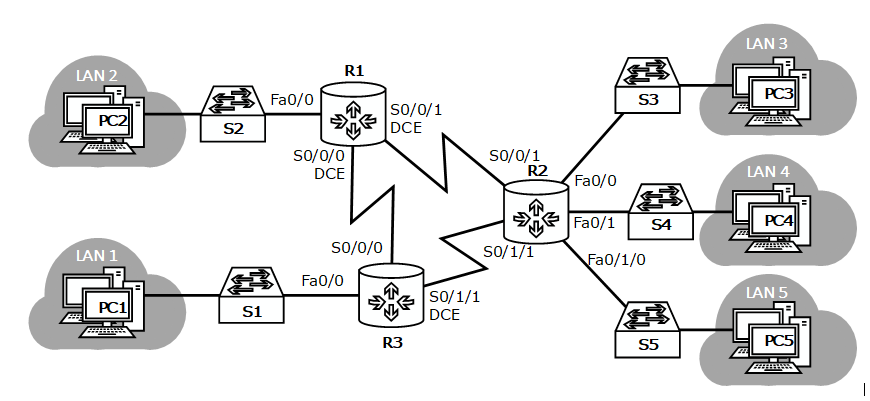 LAN 2
PC2
S2
Fa0/0
R1
S0/0/1
DCE
S0/0/0
DCE
S0/0/1
R2
S3
LAN 3
PC3
Fa0/0
Fa0/1
S4
LAN 4
PC4
S0/1/1
Fa0/1/0
S5
LAN 5
PC5
LAN 1
PC1
S1
Fa0/0
S0/0/0
S0/1/1
DCE
R3